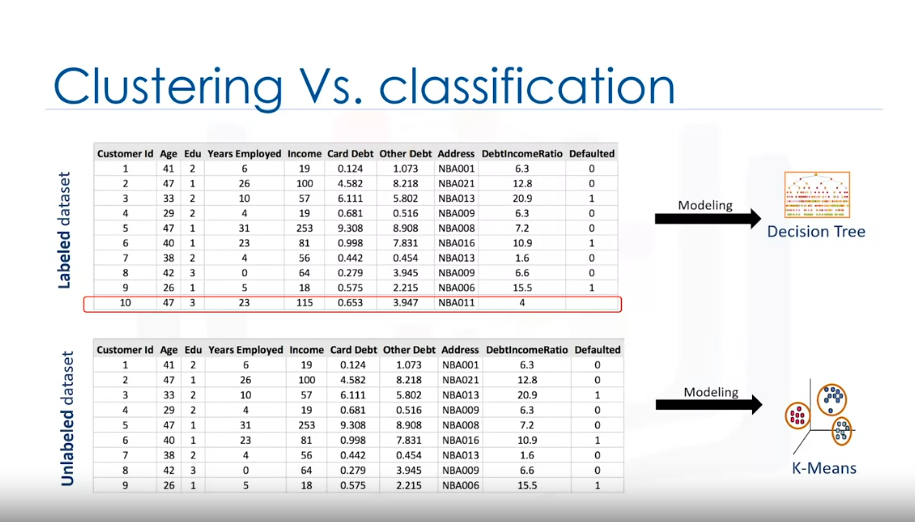 Clustering Vs. classification
Labeled dataset
Customer Id Age Edu Years Employed Income Card Debt Other Debt Address DebtIncomeRatio Defaulted
1 41 2 6 19 0.124 1.073 NBA001 6.3 0
2 47 1 26 100 4.582 8.218 NBA021 12.8 0
3 33 2 10 57 6.111 5.802 NBA013 20.9 1
4 29 2 4 19 0.681 0.516 NBA009 6.3 0
5 47 1 31 253 9.308 8.908 NBA008 7.2 0
6 40 1 23 81 0.998 7.831 NBA016 10.9 1
7 38 2 4 56 0.442 0.454 NBA013 1.6 0
8 42 3 0 64 0.279 3.945 NBA009 6.6 0
9 26 1 5 18 0.575 2.215 NBA006 15.5 1
10 47 3 23 115 0.653 3.947 NBA011 4
Modeling
Decision Tree
Unlabeled dataset
Customer Id Age Edu Years Employed Income Card Debt Other Debt Address DebtIncomeRatio Defaulted
1 41 2 6 19 0.124 1.073 NBA001 6.3 0
2 47 1 26 100 4.582 8.218 NBA021 12.8 0
3 33 2 10 57 6.111 5.802 NBA013 20.9 1
4 29 2 4 19 0.681 0.516 NBA009 6.3 0
5 47 1 31 253 9.308 8.908 NBA008 7.2 0
6 40 1 23 81 0.998 7.831 NBA016 10.9 1
7 38 2 4 56 0.442 0.454 NBA013 1.6 0
8 42 3 0 64 0.279 3.945 NBA009 6.6 0
9 26 1 5 18 0.575 2.215 NBA006 15.5 1
Modeling
K-Means